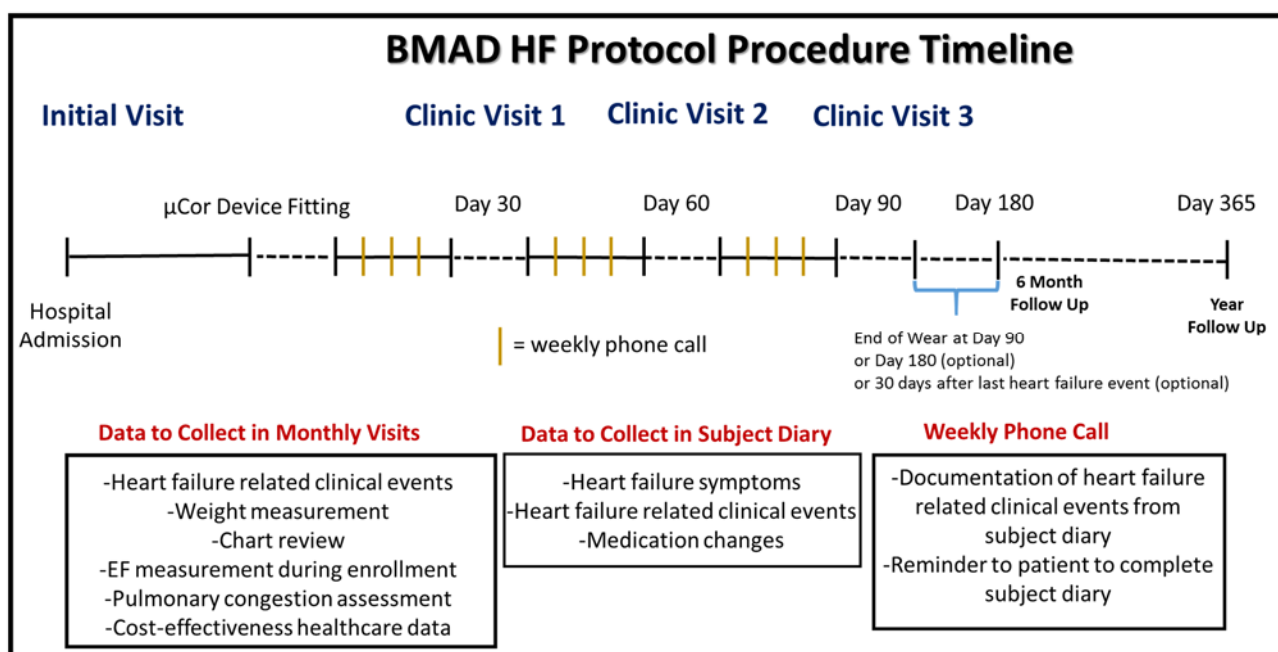 BMAD HF Protocol Procedure Timeline
Initial Visit
Clinic Visit 1
Clinic Visit 2
Clinic Visit 3
µCor Device Fitting
Day 30
Day 60
Day 90
Day 180
Day 365
Hospital
Admission
= weekly phone call
6 Month
Follow Up
Year
Follow Up
End of Wear at Day 90
or Day 180 (optional)
or 30 days after last heart failure event (optional)
Data to Collect in Monthly Visits
-Heart failure related clinical events
-Weight measurement
-Chart review
-EF measurement during enrollment
-Pulmonary congestion assessment
-Cost-effectiveness healthcare data
Data to Collect in Subject Diary
-Heart failure symptoms
-Heart failure related clinical events
-Medication changes
Weekly Phone Call
-Documentation of heart failure
related clinical events from
subject diary
-Reminder to patient to complete
subject diary